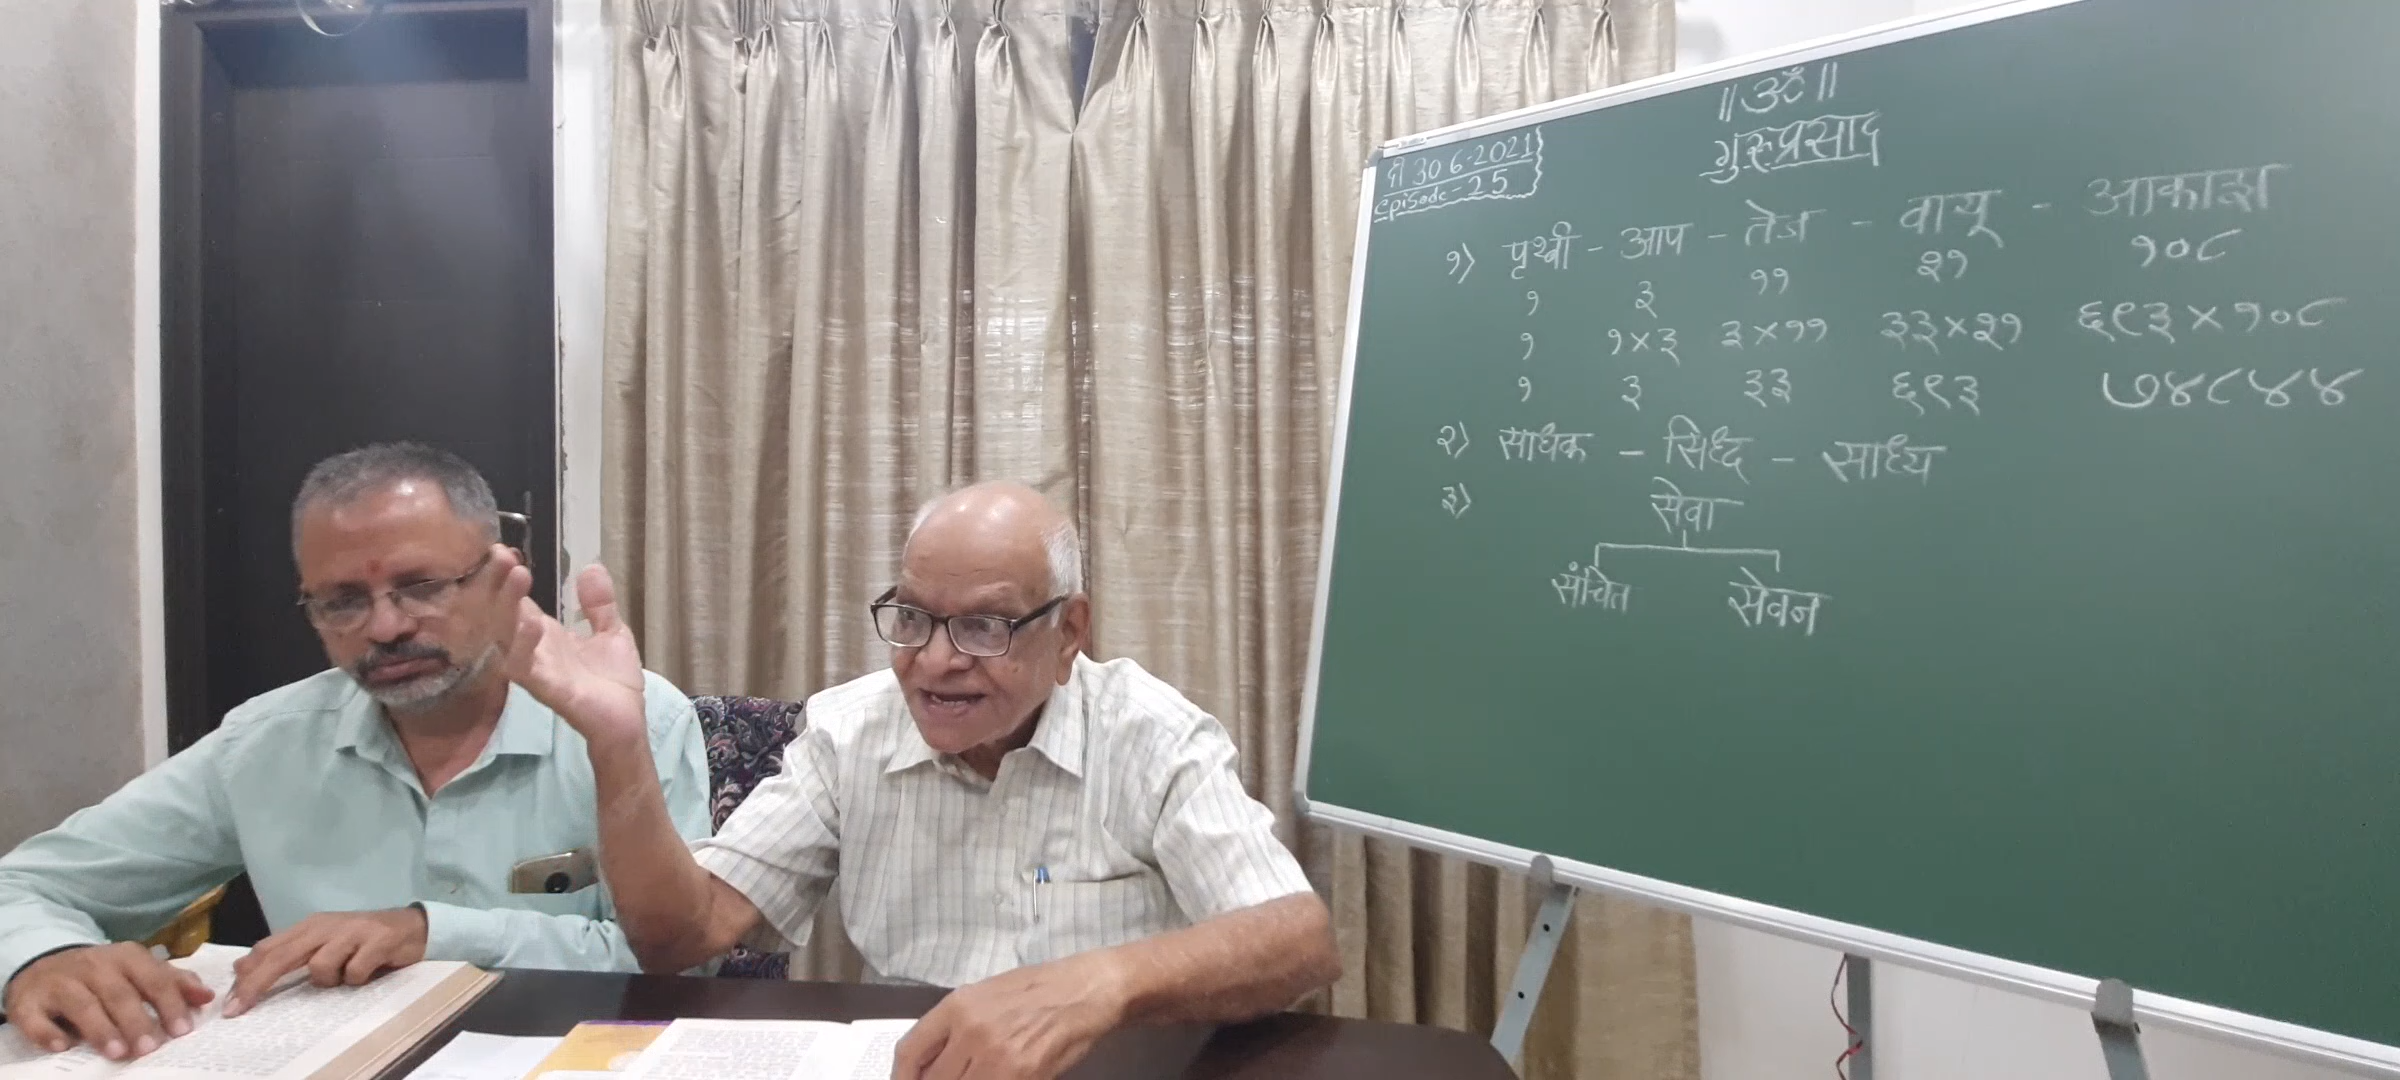 ॥ॐ॥
गुरुप्रसाद
दी 30 6-2021
Episode-25
१) पृथ्वी - आप - तेज - वायू - आकाश
१ ३ ११ २१ १०८
१ १×३ ३×११ ३३×२१ ६९३×१०८
१ ३ ३३ ६९३ ७४८४४
२) साधक - सिध्द - साध्य
३) सेवा
संचित सेवन